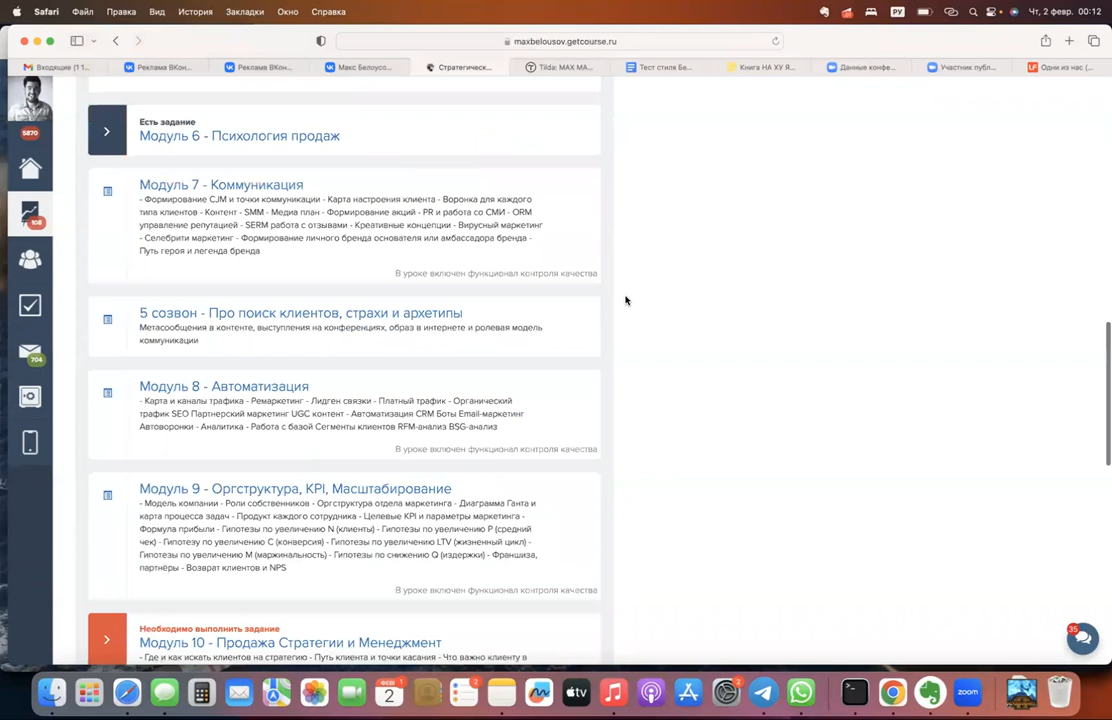 Safari Файл Правка Вид История Закладки Окно Справка РУ Чт, 2 февр. 00:12
maxbelousov.getcourse.ru
Входящие (1 1... Реклама ВКон... Реклама ВКон... Макс Белоусо... Стратегическ... Tilda: MAX MA... Тест стиля Бе... Книга НА ХУ Я... Данные конфе... Участник публ... Одни из нас (...
5870
108
704
Есть задание
Модуль 6 - Психология продаж
Модуль 7 - Коммуникация
- Формирование CJM и точки коммуникации - Карта настроения клиента - Воронка для каждого
типа клиентов - Контент - SMM - Медиа план - Формирование акций - PR и работа со СМИ - ORM
управление репутацией - SERM работа с отзывами - Креативные концепции - Вирусный маркетинг
- Селебрити маркетинг - Формирование личного бренда основателя или амбассадора бренда -
Путь героя и легенда бренда
В уроке включен функционал контроля качества
5 созвон - Про поиск клиентов, страхи и архетипы
Метасообщения в контенте, выступления на конференциях, образ в интернете и ролевая модель
коммуникации
Модуль 8 - Автоматизация
- Карта и каналы трафика - Ремаркетинг - Лидген связки - Платный трафик - Органический
трафик SEO Партнерский маркетинг UGC контент - Автоматизация CRM Боты Email-маркетинг
Автоворонки - Аналитика - Работа с базой Сегменты клиентов RFM-анализ BSG-анализ
В уроке включен функционал контроля качества
Модуль 9 - Оргструктура, KPI, Масштабирование
- Модель компании - Роли собственников - Оргструктура отдела маркетинга - Диаграмма Ганта и
карта процесса задач - Продукт каждого сотрудника - Целевые KPI и параметры маркетинга -
Формула прибыли - Гипотезы по увеличению N (клиенты) - Гипотезы по увеличению P (средний
чек) - Гипотезу по увеличению C (конверсия) - Гипотезы по увеличению LTV (жизненный цикл) -
Гипотезы по увеличению M (маржинальность) - Гипотезы по снижению Q (издержки) - Франшиза,
партнёры - Возврат клиентов и NPS
В уроке включен функционал контроля качества
Необходимо выполнить задание
Модуль 10 - Продажа Стратегии и Менеджмент
- Где и как искать клиентов на стратегию - Путь клиента и точки касания - Что важно клиенту в
35
ФЕВ
2
1
2
tv
2
zoom